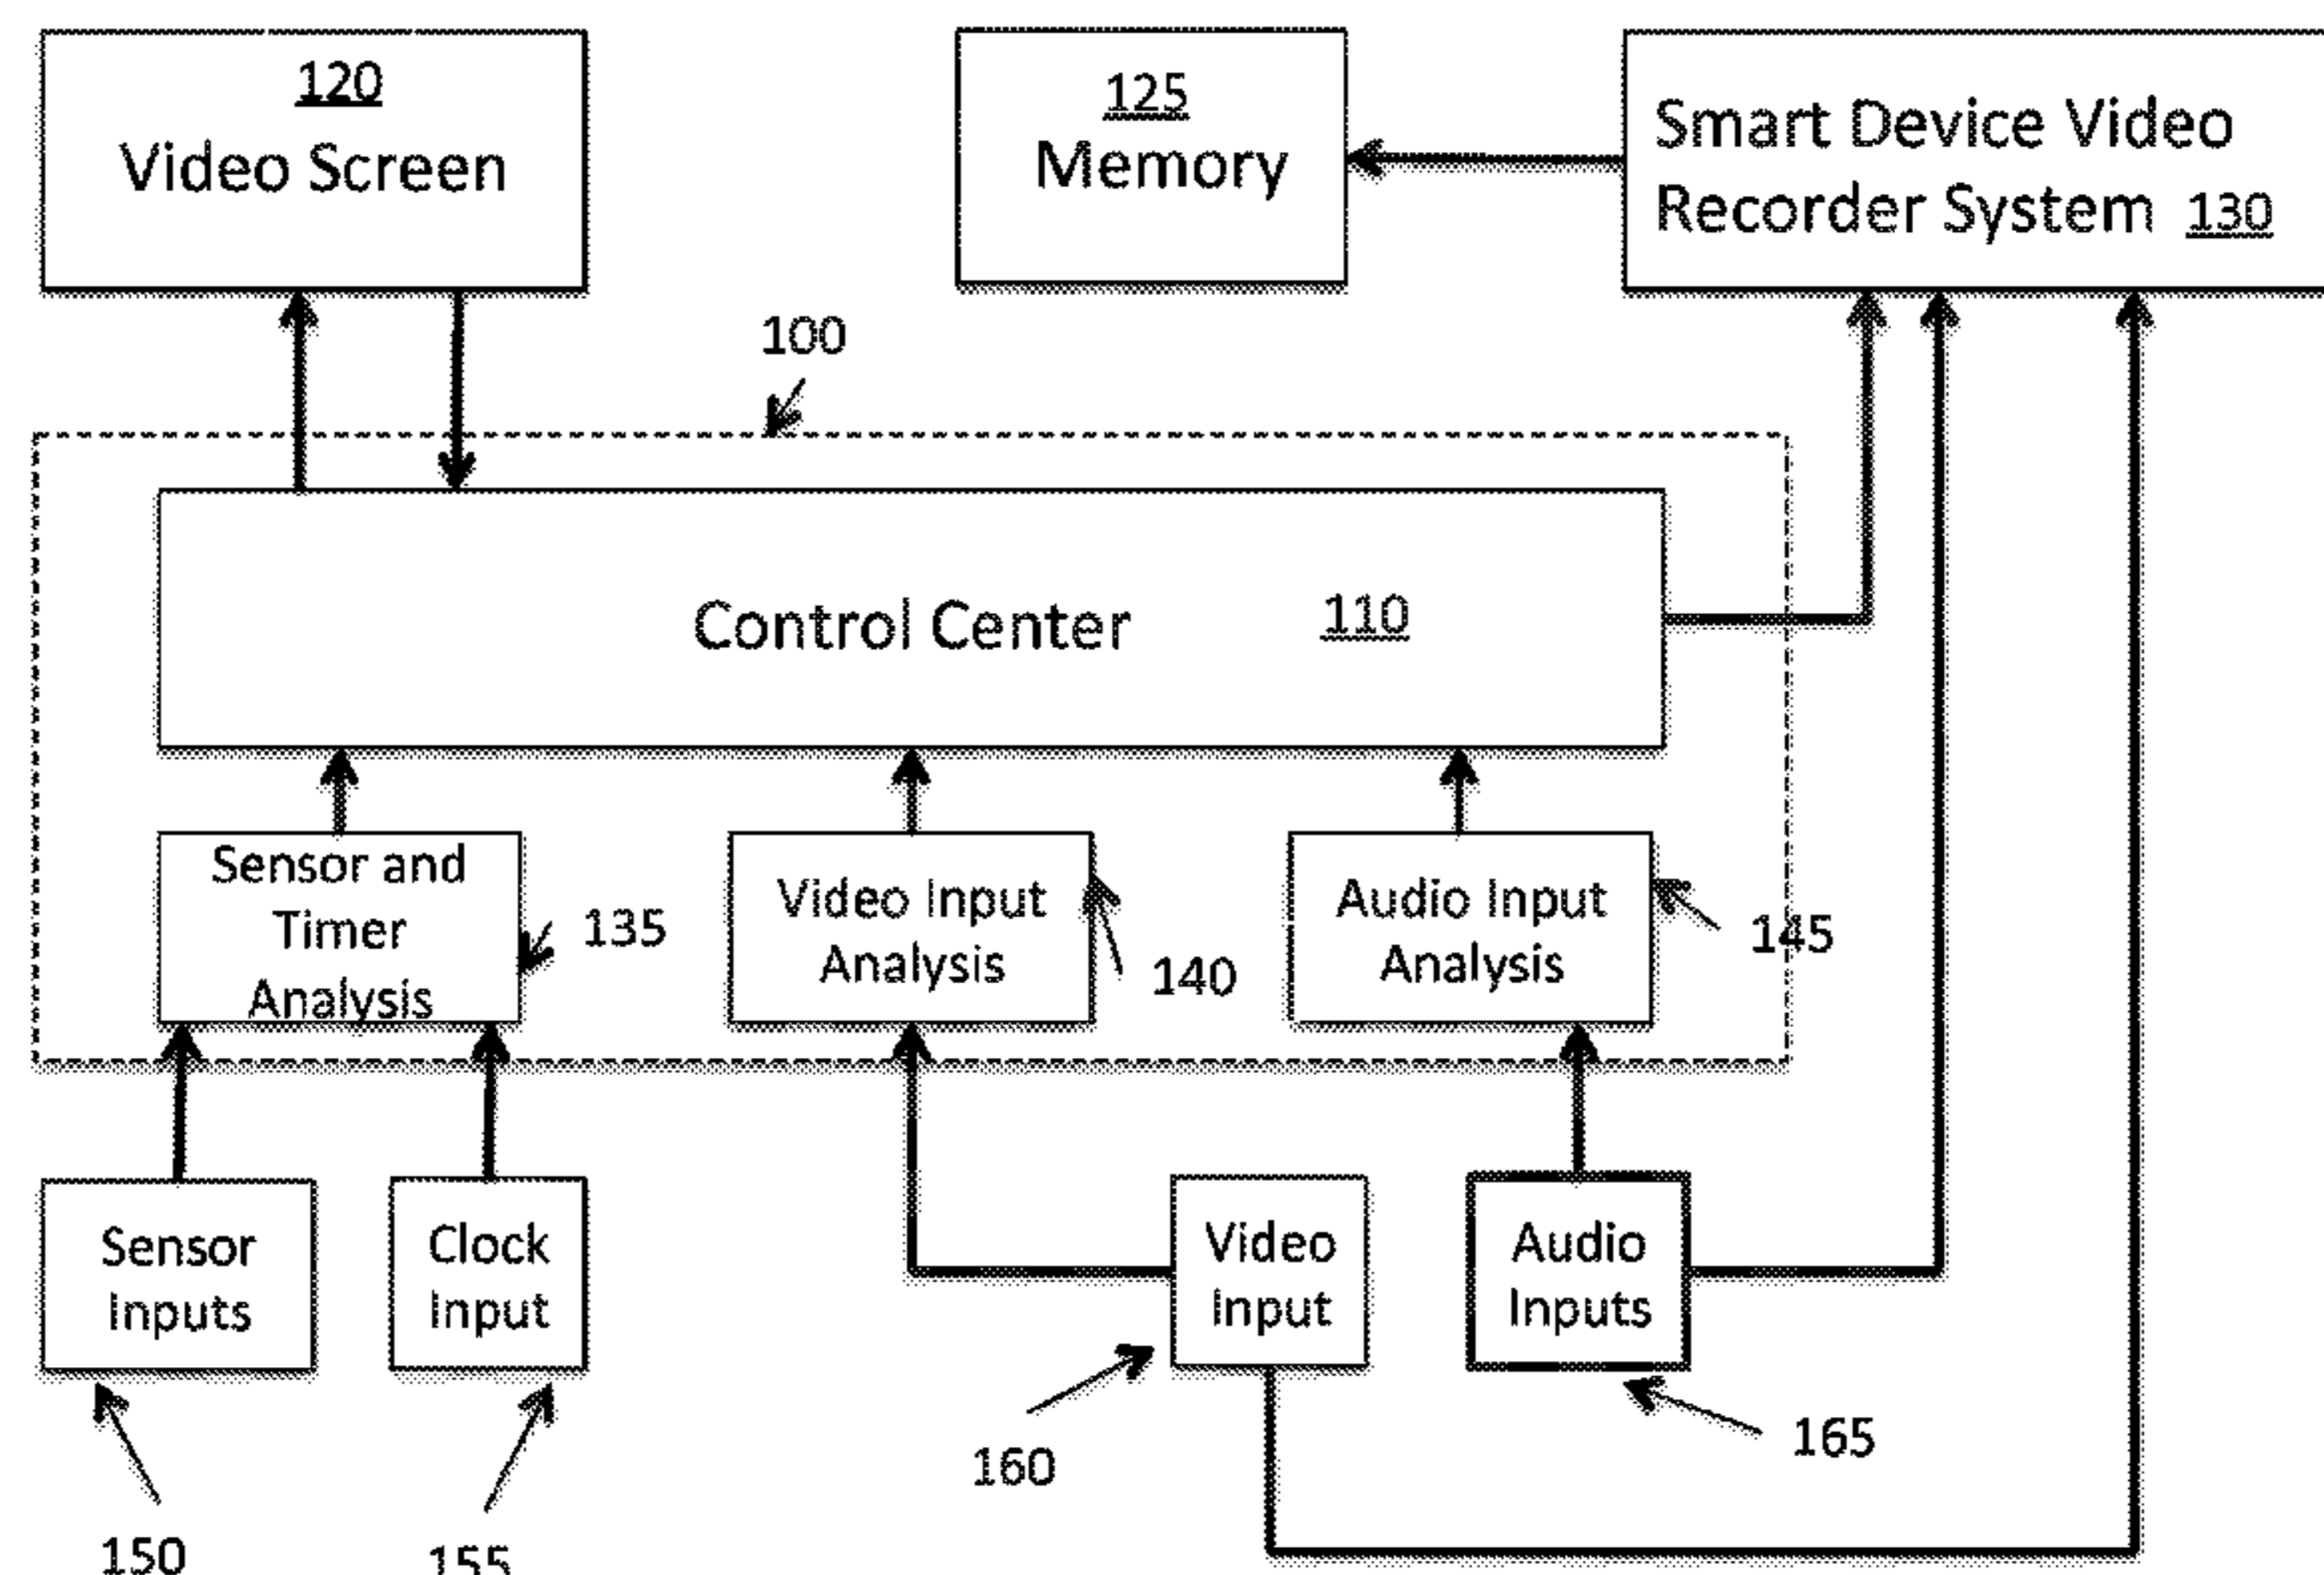 120
Video Screen
125
Memory
Smart Device Video
Recorder System 130
100
Control Center 110
Sensor and
Timer
Analysis
135
Video Input
Analysis
140
Audio Input
Analysis
145
Sensor
Inputs
Clock
Input
Video
Input
Audio
Inputs
150
155
160
165